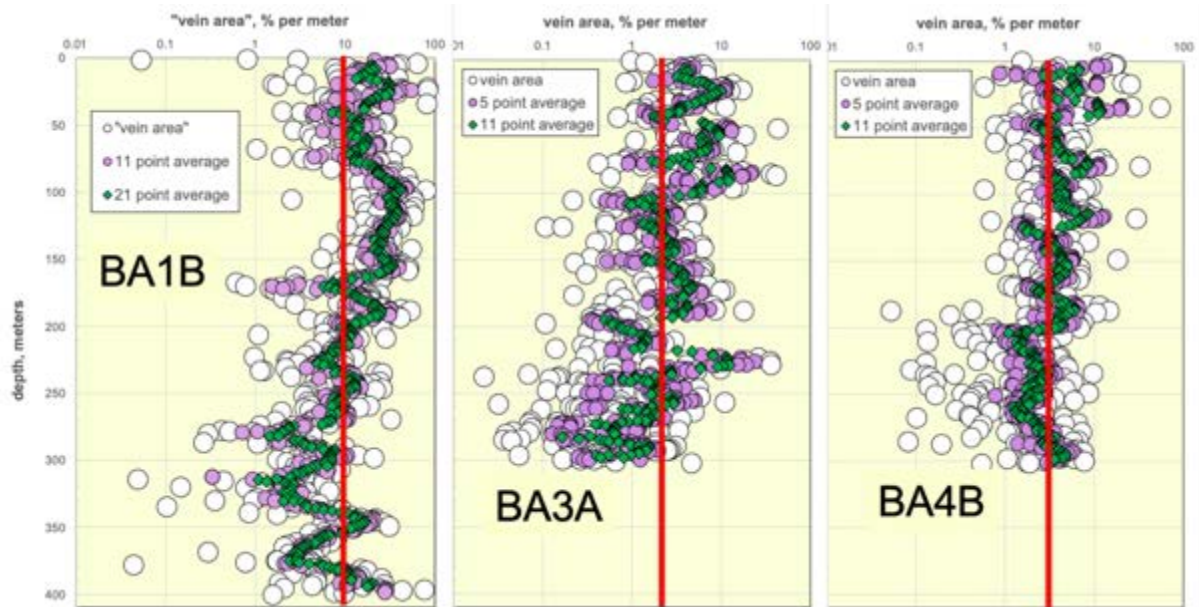 "vein area", % per meter
0.01 0.1 1 10 100
vein area, % per meter
01 0.1 1 10 100
vein area, % per meter
01 0.1 1 10 100
0
50
100
150
200
250
300
350
400
depth, meters
"vein area"
11 point average
21 point average
BA1B
vein area
5 point average
11 point average
BA3A
vein area
5 point average
11 point average
BA4B